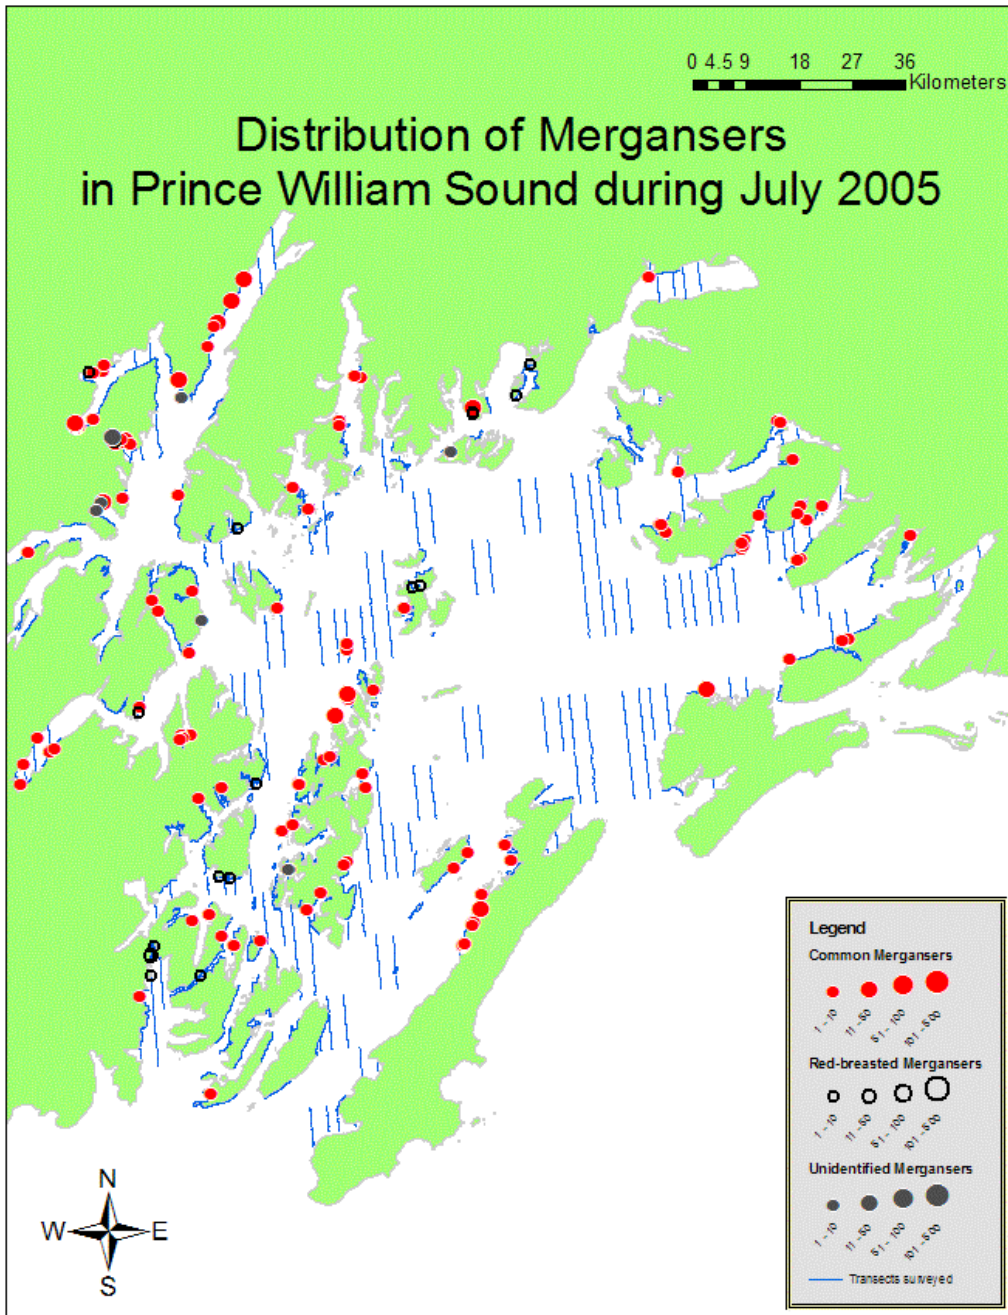 0 4.5 9 18 27 36
Kilometers
Distribution of Mergansers
in Prince William Sound during July 2005
Legend
Common Mergansers
1 - 10 11 - 50 51 - 100 101 - 500
Red-breasted Mergansers
1 - 10 11 - 50 51 - 100 101 - 500
Unidentified Mergansers
1 - 10 11 - 50 51 - 100 101 - 500
Transects surveyed
N
W E
S